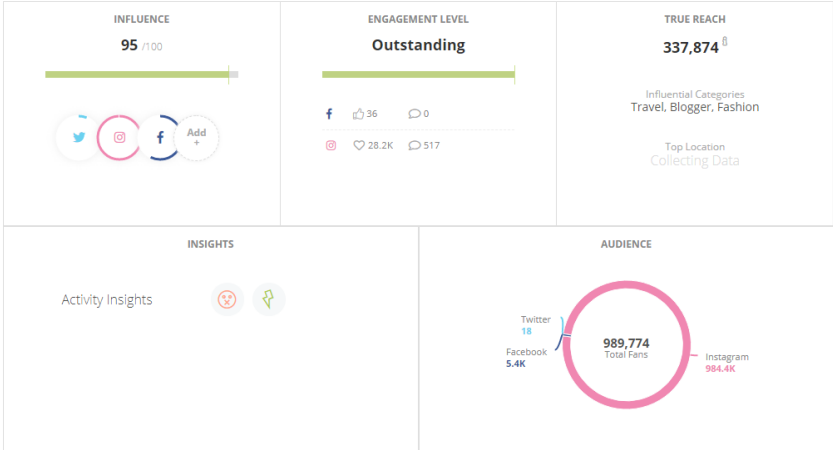 INFLUENCE
95 /100
Add
+
ENGAGEMENT LEVEL
Outstanding
36 0
28.2K 517
TRUE REACH
337,874
Influential Categories
Travel, Blogger, Fashion
Top Location
Collecting Data
INSIGHTS
Activity Insights
AUDIENCE
Twitter
18
Facebook
5.4K
989,774
Total Fans
Instagram
984.4K